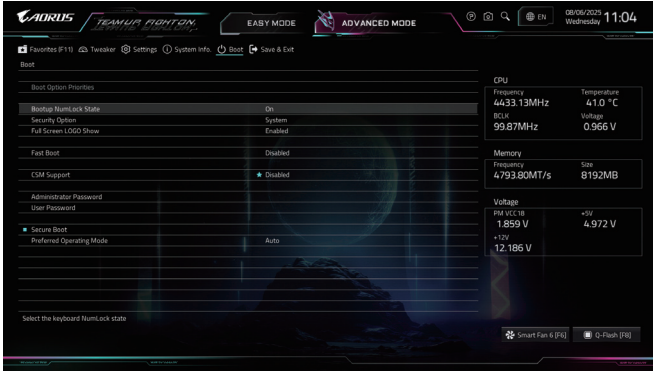 AORUS
TEAM UP. FIGHT ON.
EASY MODE
ADVANCED MODE
EN
08/06/2025
Wednesday
11:04
Favorites (F11)
Tweaker
Settings
System Info.
Boot
Save & Exit
Boot
Boot Option Priorities
Bootup NumLock State On
Security Option System
Full Screen LOGO Show Enabled
Fast Boot Disabled
CSM Support ★ Disabled
Administrator Password
User Password
Secure Boot
Preferred Operating Mode Auto
Select the keyboard NumLock state
CPU
Frequency Temperature
4433.13MHz 41.0 °C
BCLK Voltage
99.87MHz 0.966 V
Memory
Frequency Size
4793.80MT/s 8192MB
Voltage
PM VCC18 +5V
1.859 V 4.972 V
+12V
12.186 V
Smart Fan 6 [F6]
Q-Flash [F8]